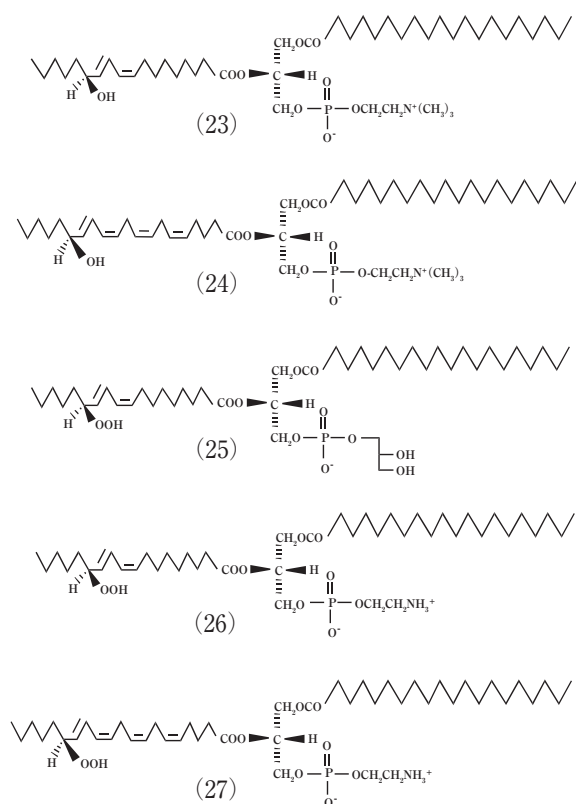 CH₂OCO
COO C H
O
H OH
CH₂O P OCH₂CH₂N⁺(CH₃)₃
O⁻
(23)
CH₂OCO
COO C H
O
H OH
CH₂O P O-CH₂CH₂N⁺(CH₃)₃
O⁻
(24)
CH₂OCO
COO C H
O
H OOH
CH₂O P O OH
O⁻ OH
(25)
CH₂OCO
COO C H
O
H OOH
CH₂O P OCH₂CH₂NH₃⁺
O⁻
(26)
CH₂OCO
COO C H
O
H OOH
CH₂O P OCH₂CH₂NH₃⁺
O⁻
(27)